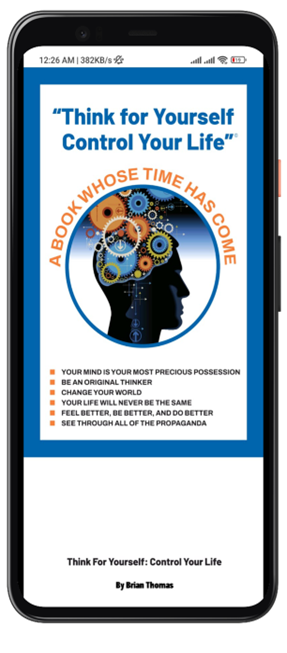 12:26 AM | 382KB/s
“Think for Yourself
Control Your Life”©
A BOOK WHOSE TIME HAS COME
YOUR MIND IS YOUR MOST PRECIOUS POSSESSION
BE AN ORIGINAL THINKER
CHANGE YOUR WORLD
YOUR LIFE WILL NEVER BE THE SAME
FEEL BETTER, BE BETTER, AND DO BETTER
SEE THROUGH ALL OF THE PROPAGANDA
Think For Yourself: Control Your Life
By Brian Thomas